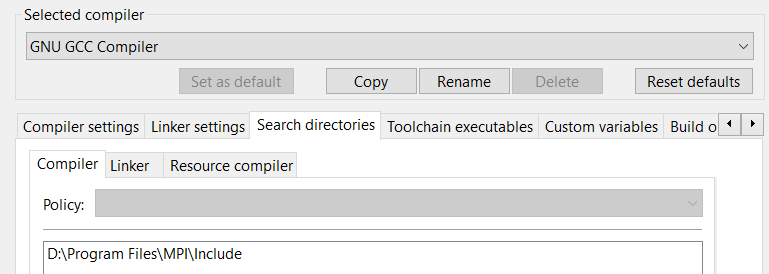 Selected compiler
GNU GCC Compiler
Set as default Copy Rename Delete Reset defaults
Compiler settings Linker settings Search directories Toolchain executables Custom variables Build o
Compiler Linker Resource compiler
Policy:
D:\Program Files\MPI\Include